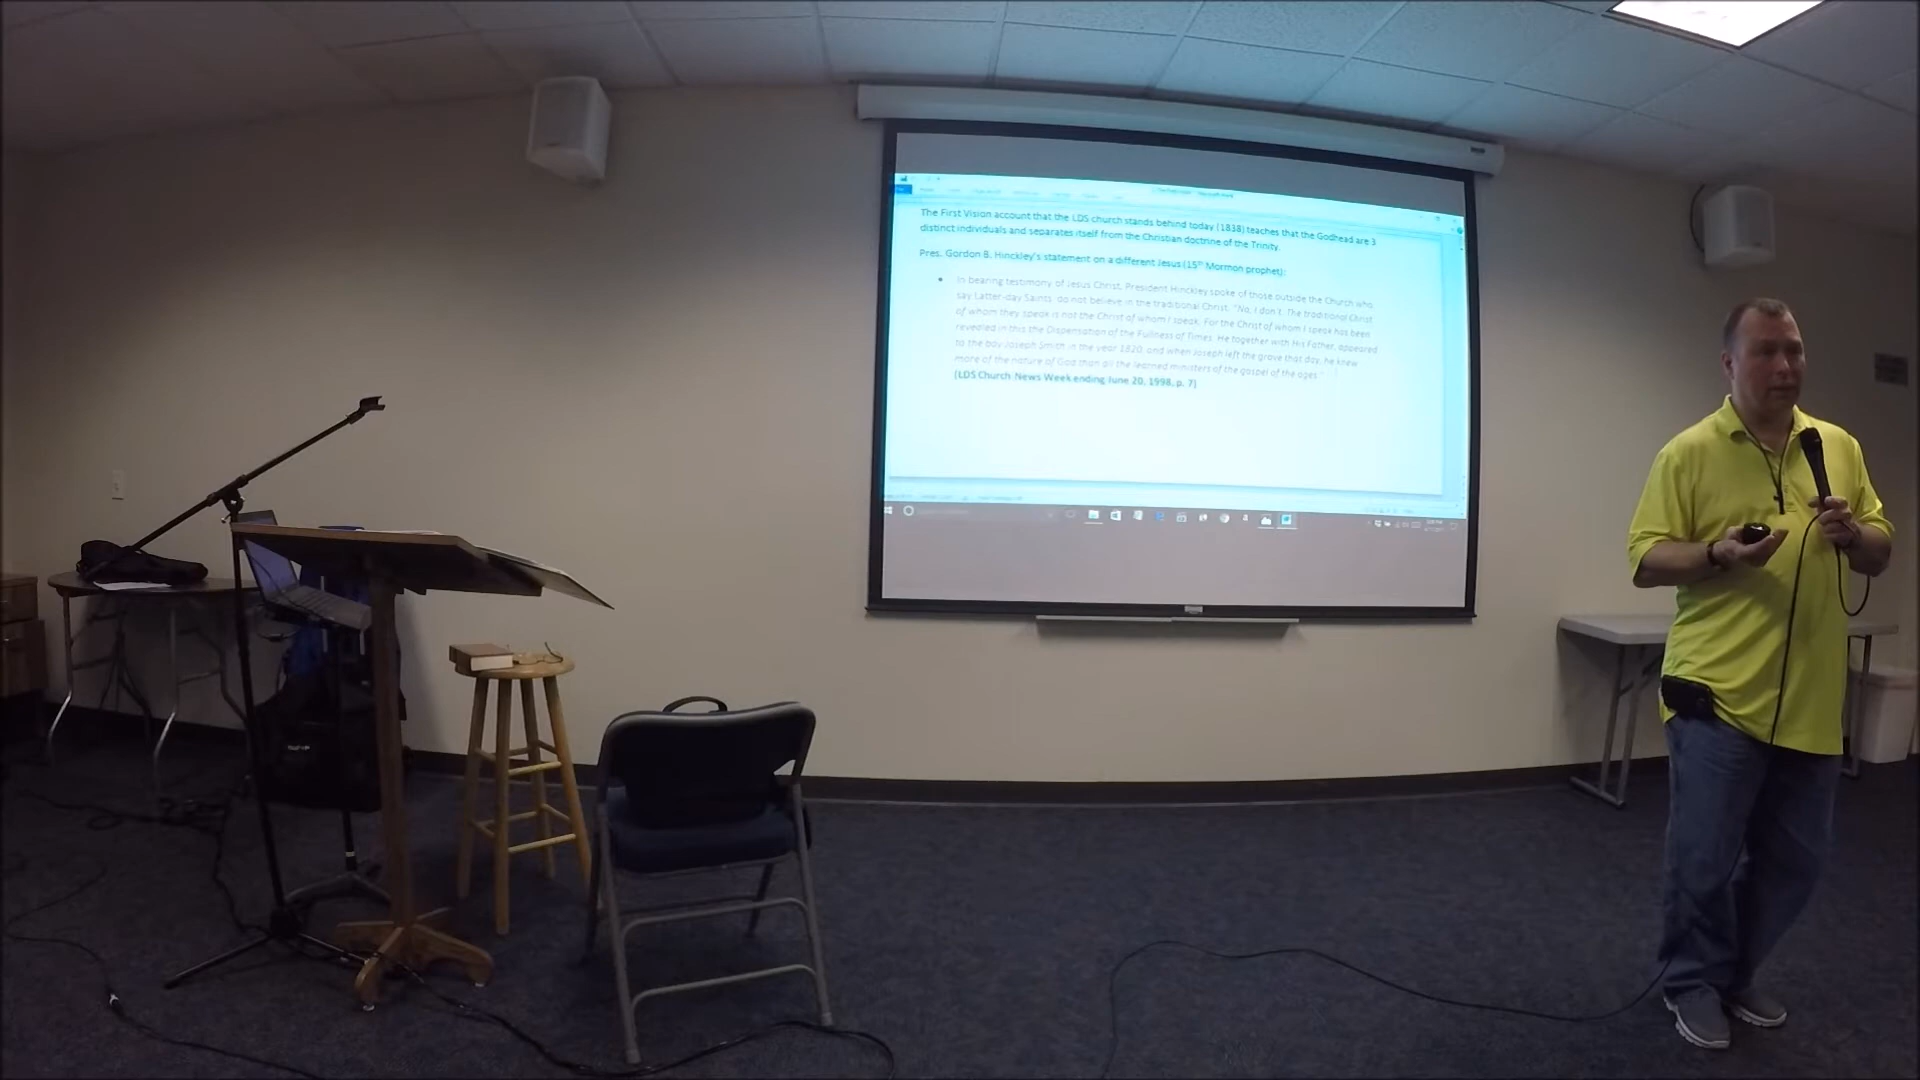 The First Vision account that the LDS church stands behind today (1838) teaches that the Godhead are 3
distinct individuals and separates itself from the Christian doctrine of the Trinity.
Pres. Gordon B. Hinckley's statement on a different Jesus (15th Mormon prophet):
• In bearing testimony of Jesus Christ, President Hinckley spoke of those outside the Church who
say Latter-day Saints do not believe in the traditional Christ. "No, I don't. The traditional Christ
of whom they speak is not the Christ of whom I speak. For the Christ of whom I speak has been
revealed in this the Dispensation of the Fullness of Times. He together with His Father, appeared
to the boy Joseph Smith in the year 1820, and when Joseph left the grove that day, he knew
more of the nature of God than all the learned ministers of the gospel of the ages."
(LDS Church News Week ending June 20, 1998, p. 7)